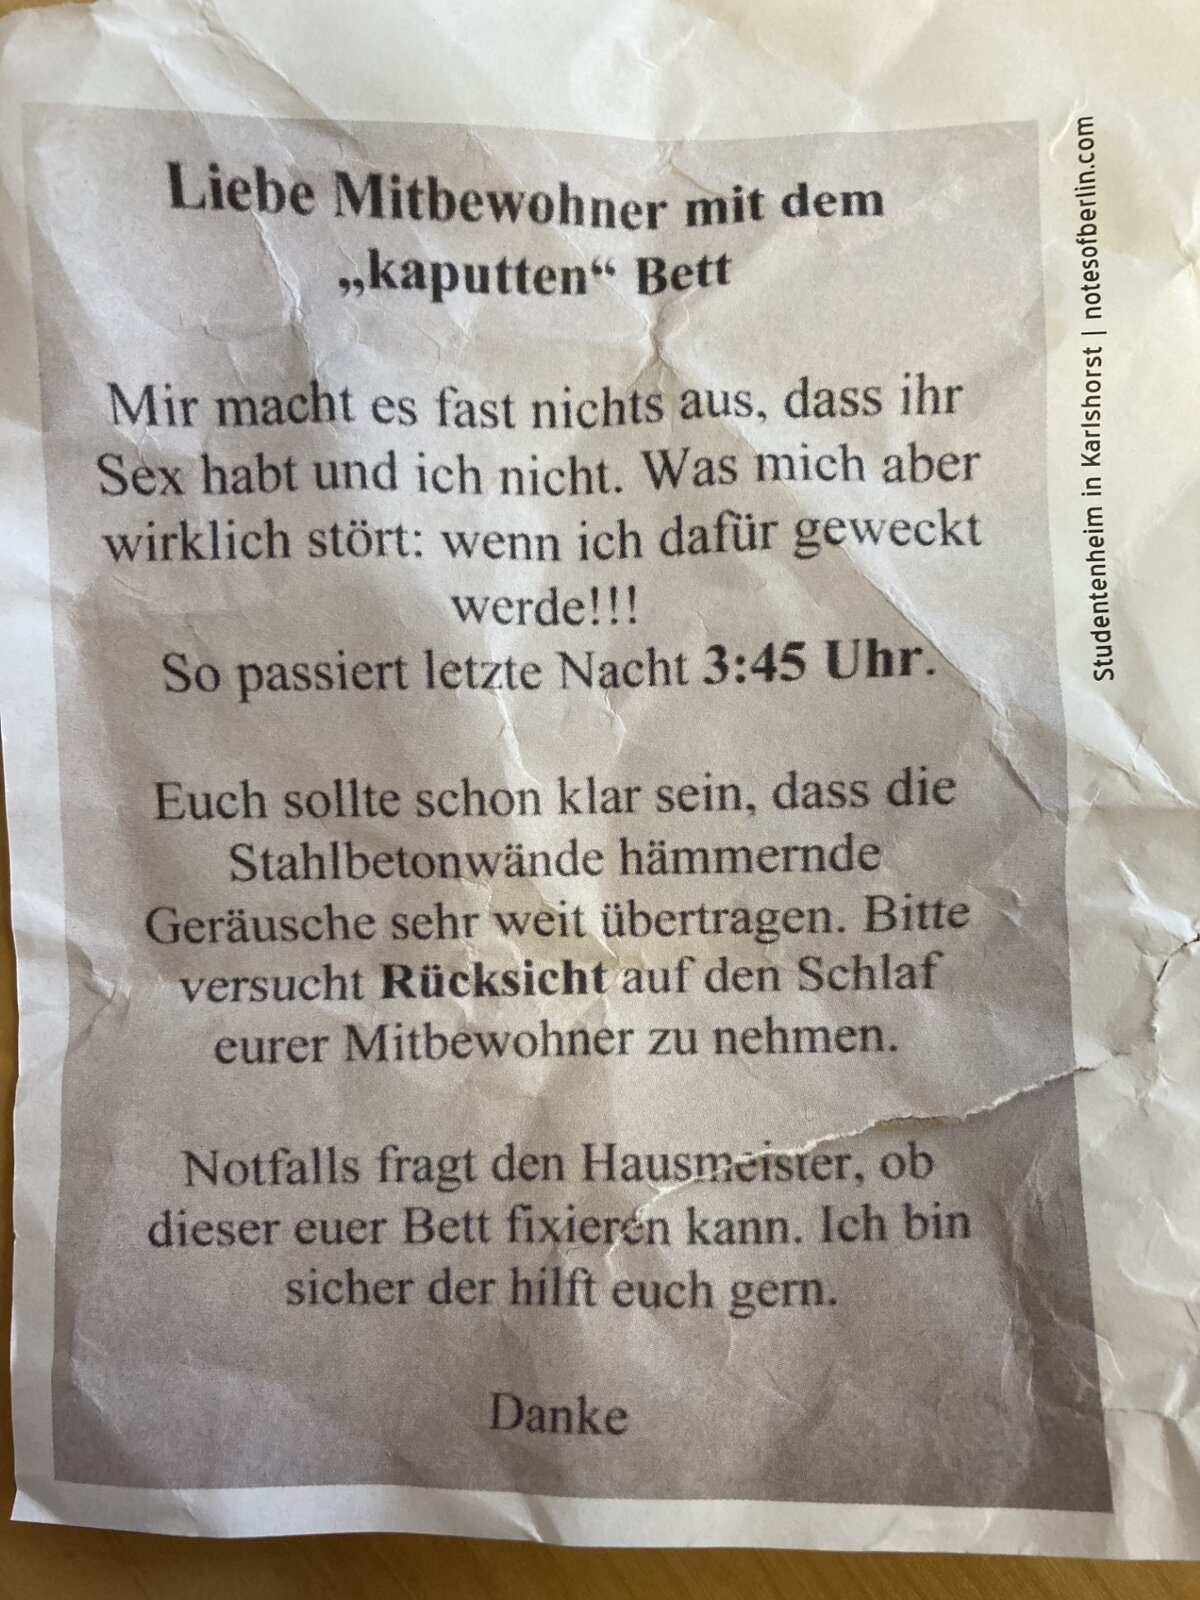 Liebe Mitbewohner mit dem
„kaputten“ Bett
Mir macht es fast nichts aus, dass ihr
Sex habt und ich nicht. Was mich aber
wirklich stört: wenn ich dafür geweckt
werde!!!
So passiert letzte Nacht 3:45 Uhr.
Euch sollte schon klar sein, dass die
Stahlbetonwände hämmernde
Geräusche sehr weit übertragen. Bitte
versucht Rücksicht auf den Schlaf
eurer Mitbewohner zu nehmen.
Notfalls fragt den Hausmeister, ob
dieser euer Bett fixieren kann. Ich bin
sicher der hilft euch gern.
Danke
Studentenheim in Karlshorst | notesofberlin.com